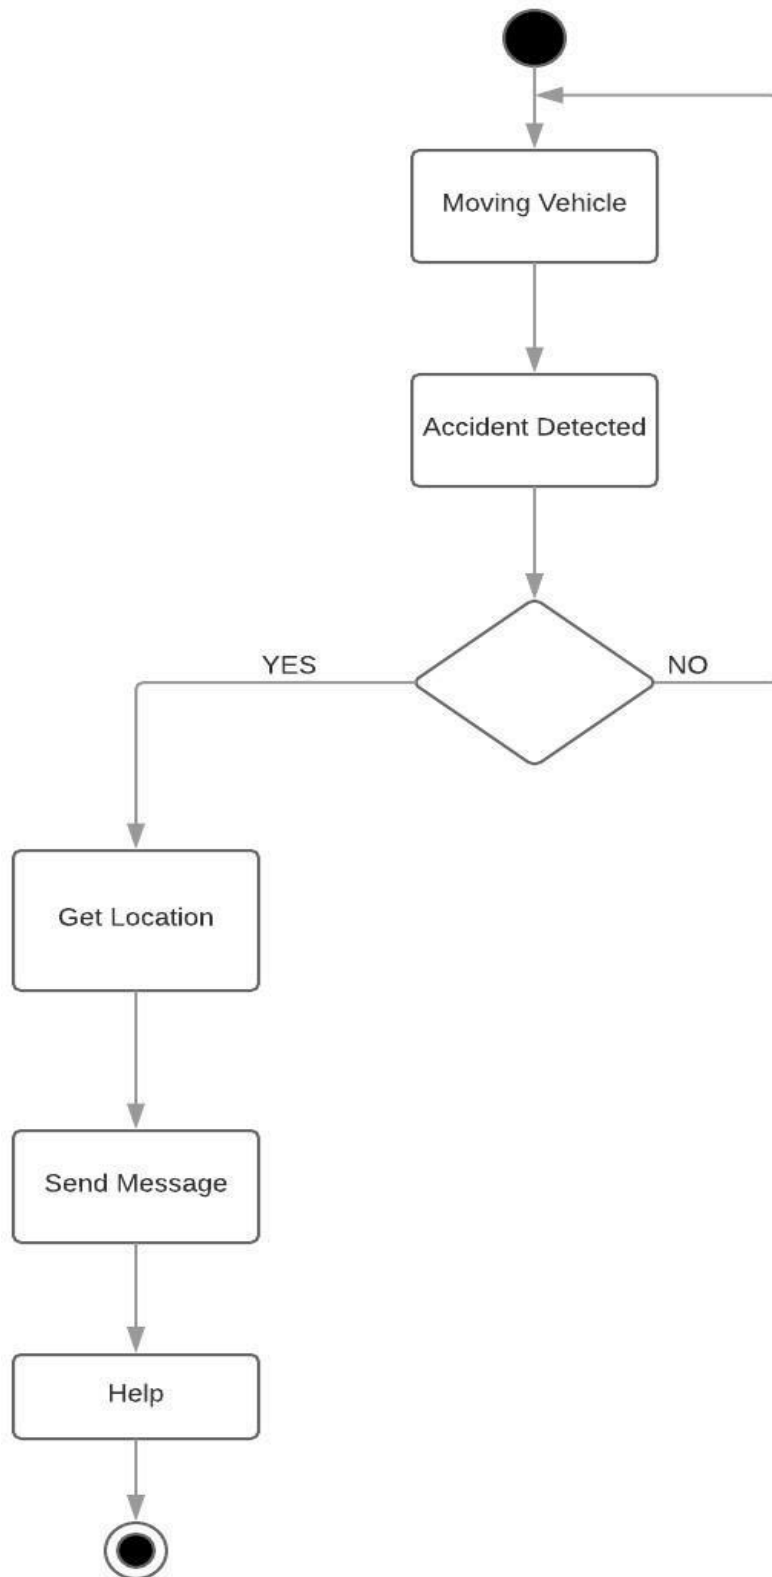 Moving Vehicle
Accident Detected
YES
NO
Get Location
Send Message
Help